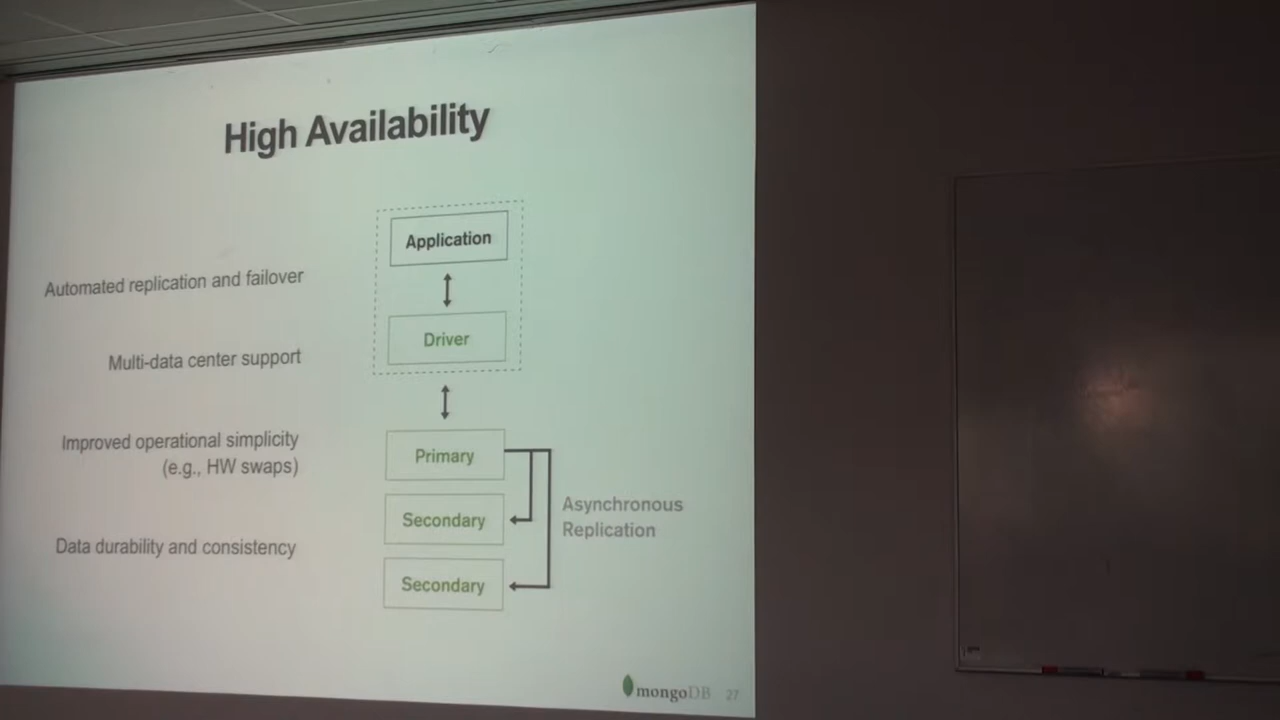 High Availability
Automated replication and failover
Multi-data center support
Improved operational simplicity
(e.g., HW swaps)
Data durability and consistency
Application
Driver
Primary
Secondary
Secondary
Asynchronous
Replication
mongoDB 27